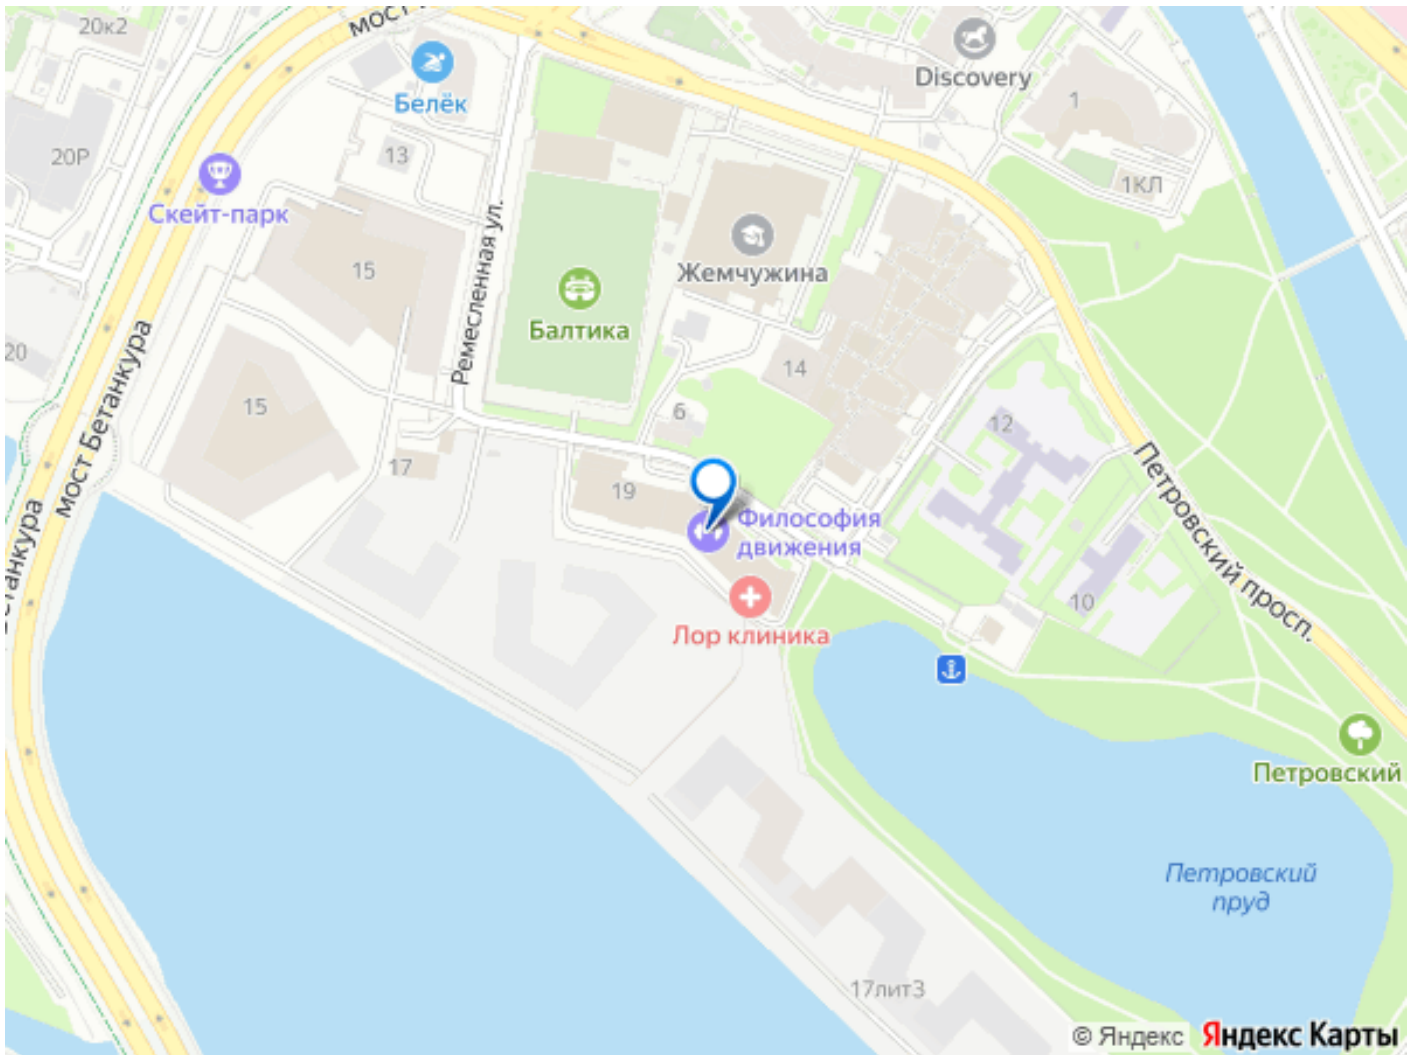 20к2
мост
Белёк
Discovery
1
20Р
13
1КЛ
Скейт-парк
Ремесленная ул.
15
Жемчужина
Балтика
20
мост Бетанкура
14
15
6
12
17
19
Петровский просп.
Философия
движения
10
Лор клиника
Петровский
Петровский
пруд
17лит3
© Яндекс Яндекс Карты